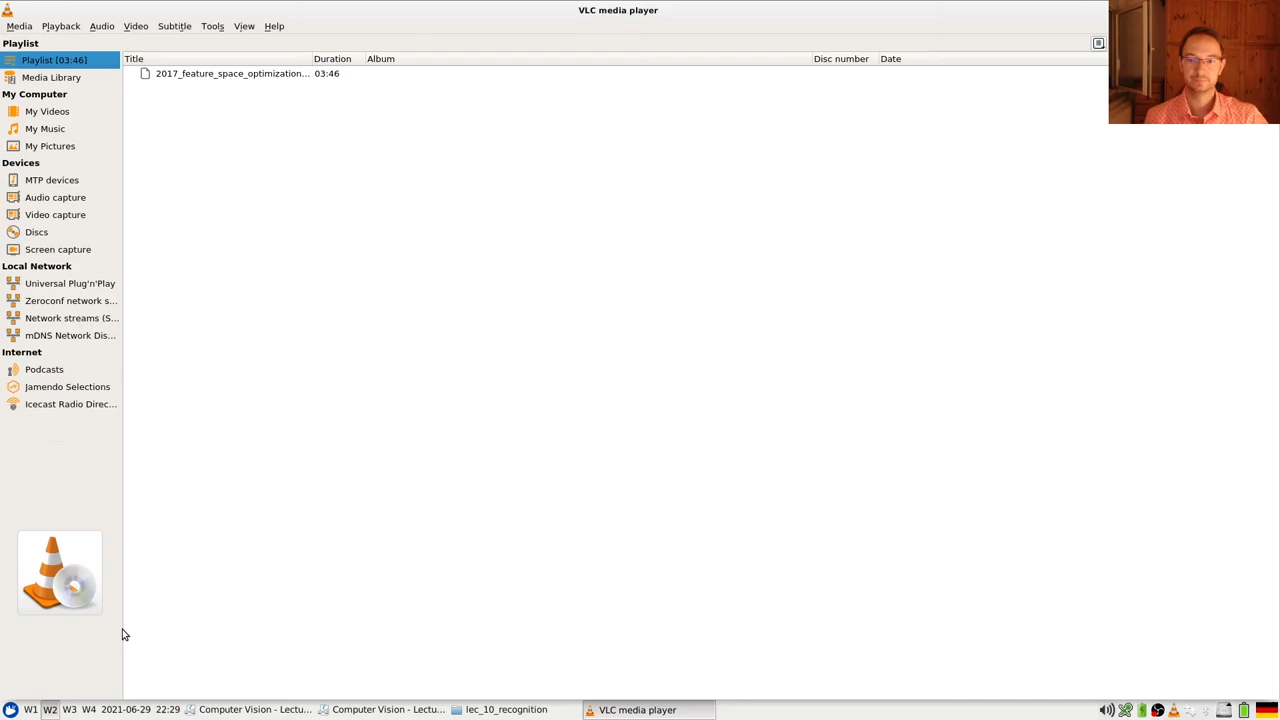 VLC media player
Media Playback Audio Video Subtitle Tools View Help
Playlist
Playlist [03:46]
Media Library
My Computer
My Videos
My Music
My Pictures
Devices
MTP devices
Audio capture
Video capture
Discs
Screen capture
Local Network
Universal Plug'n'Play
Zeroconf network s...
Network streams (S...
mDNS Network Dis...
Internet
Podcasts
Jamendo Selections
Icecast Radio Direc...
Title Duration Album Disc number Date
2017_feature_space_optimization... 03:46
W1 W2 W3 W4 2021-06-29 22:29 Computer Vision - Lectu... Computer Vision - Lectu... lec_10_recognition VLC media player